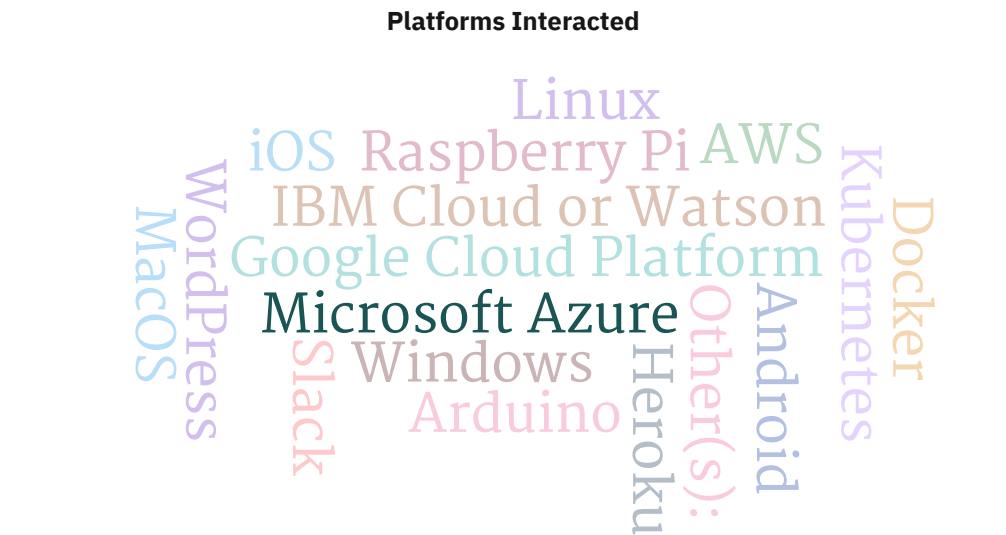 Platforms Interacted
Linux
AWS
iOS
Raspberry Pi
Kubernetes
WordPress
IBM Cloud or Watson
Docker
MacOS
Google Cloud Platform
Microsoft Azure
Other(s):
Android
Slack
Windows
Heroku
Arduino